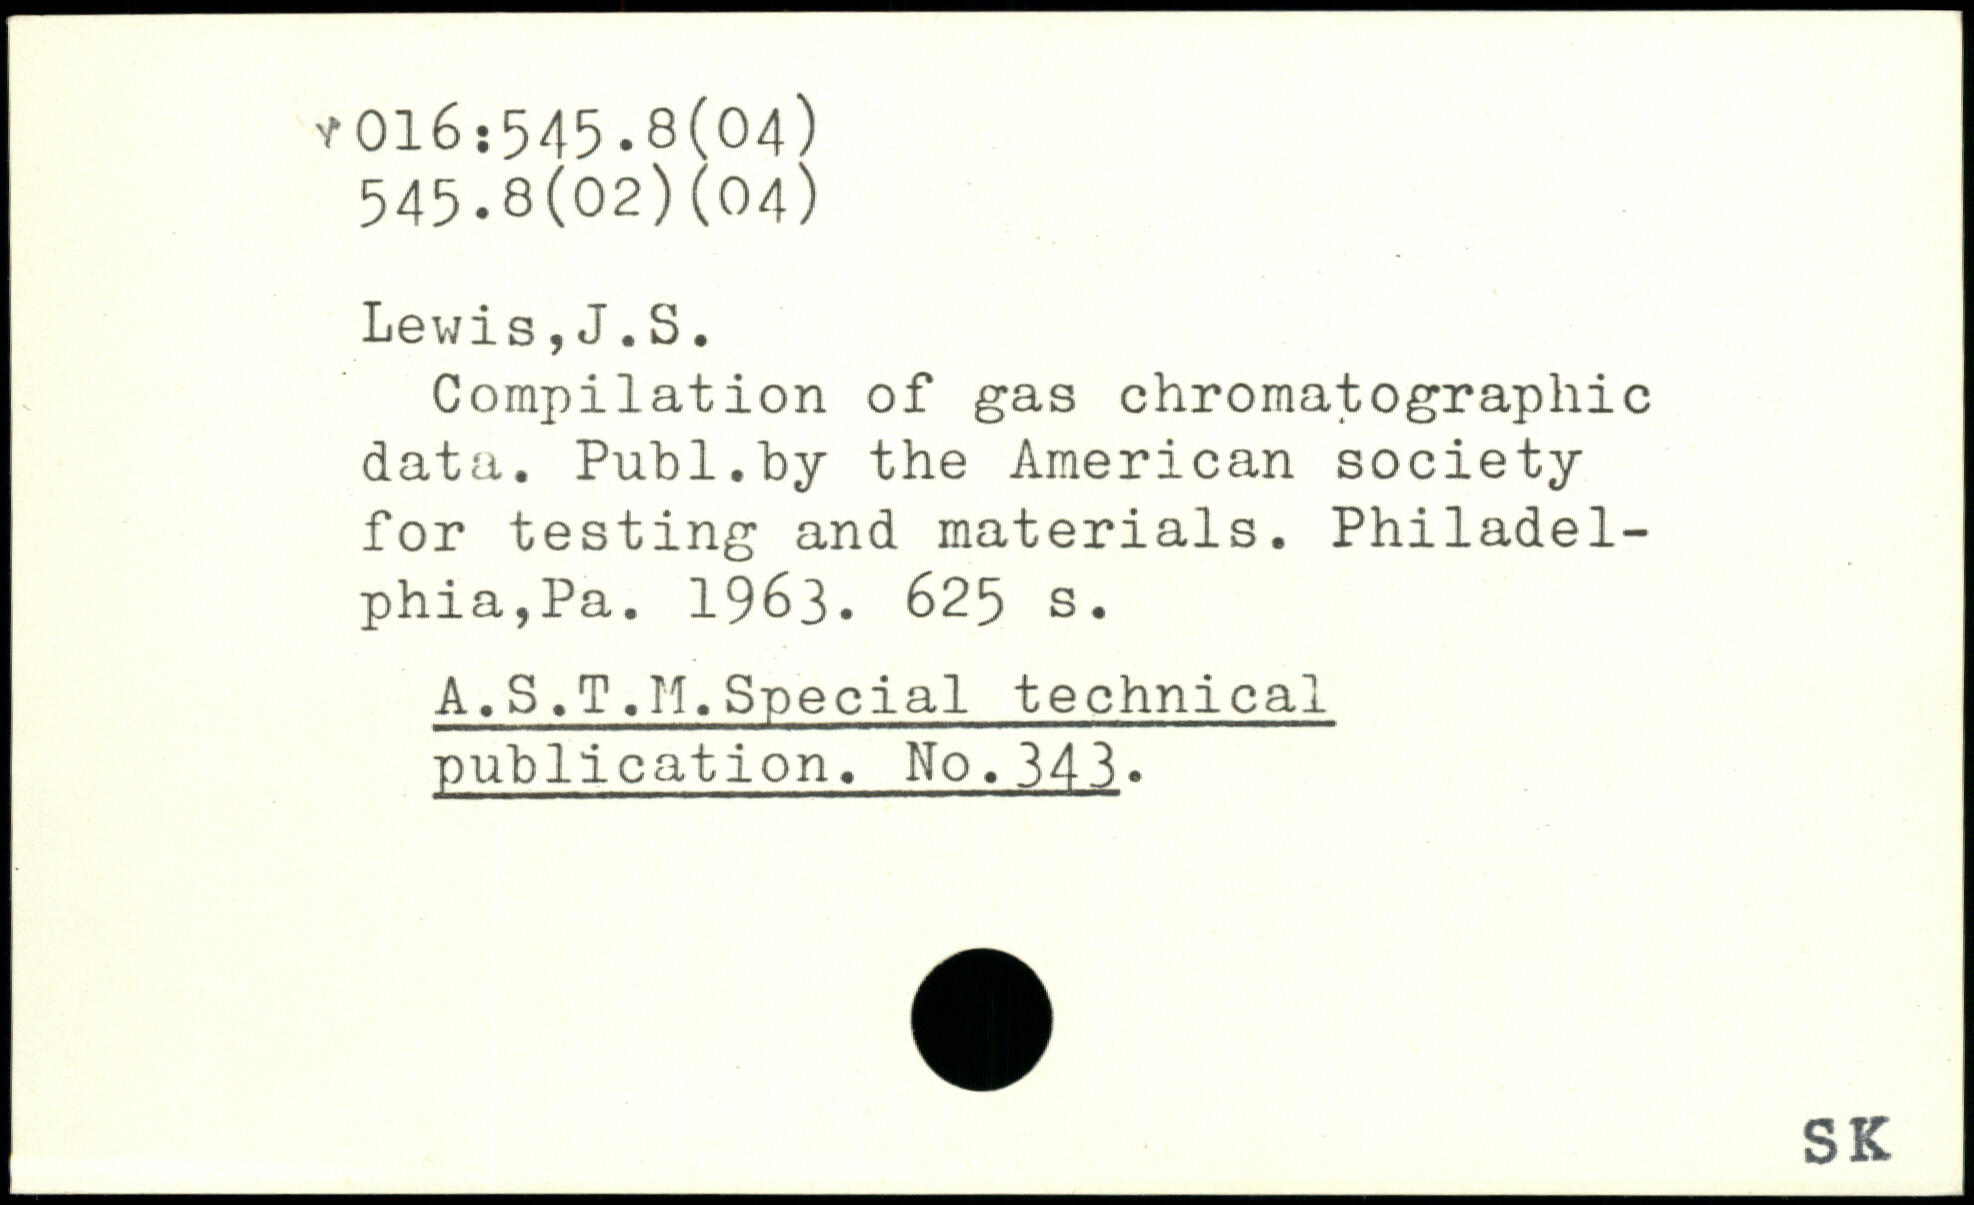 016:545.8(04)
545.8(02)(04)
Lewis,J.S.
Compilation of gas chromatographic
data. Publ.by the American society
for testing and materials. Philadel-
phia,Pa. 1963. 625 s.
A.S.T.M.Special technical
publication. No.343.
SK